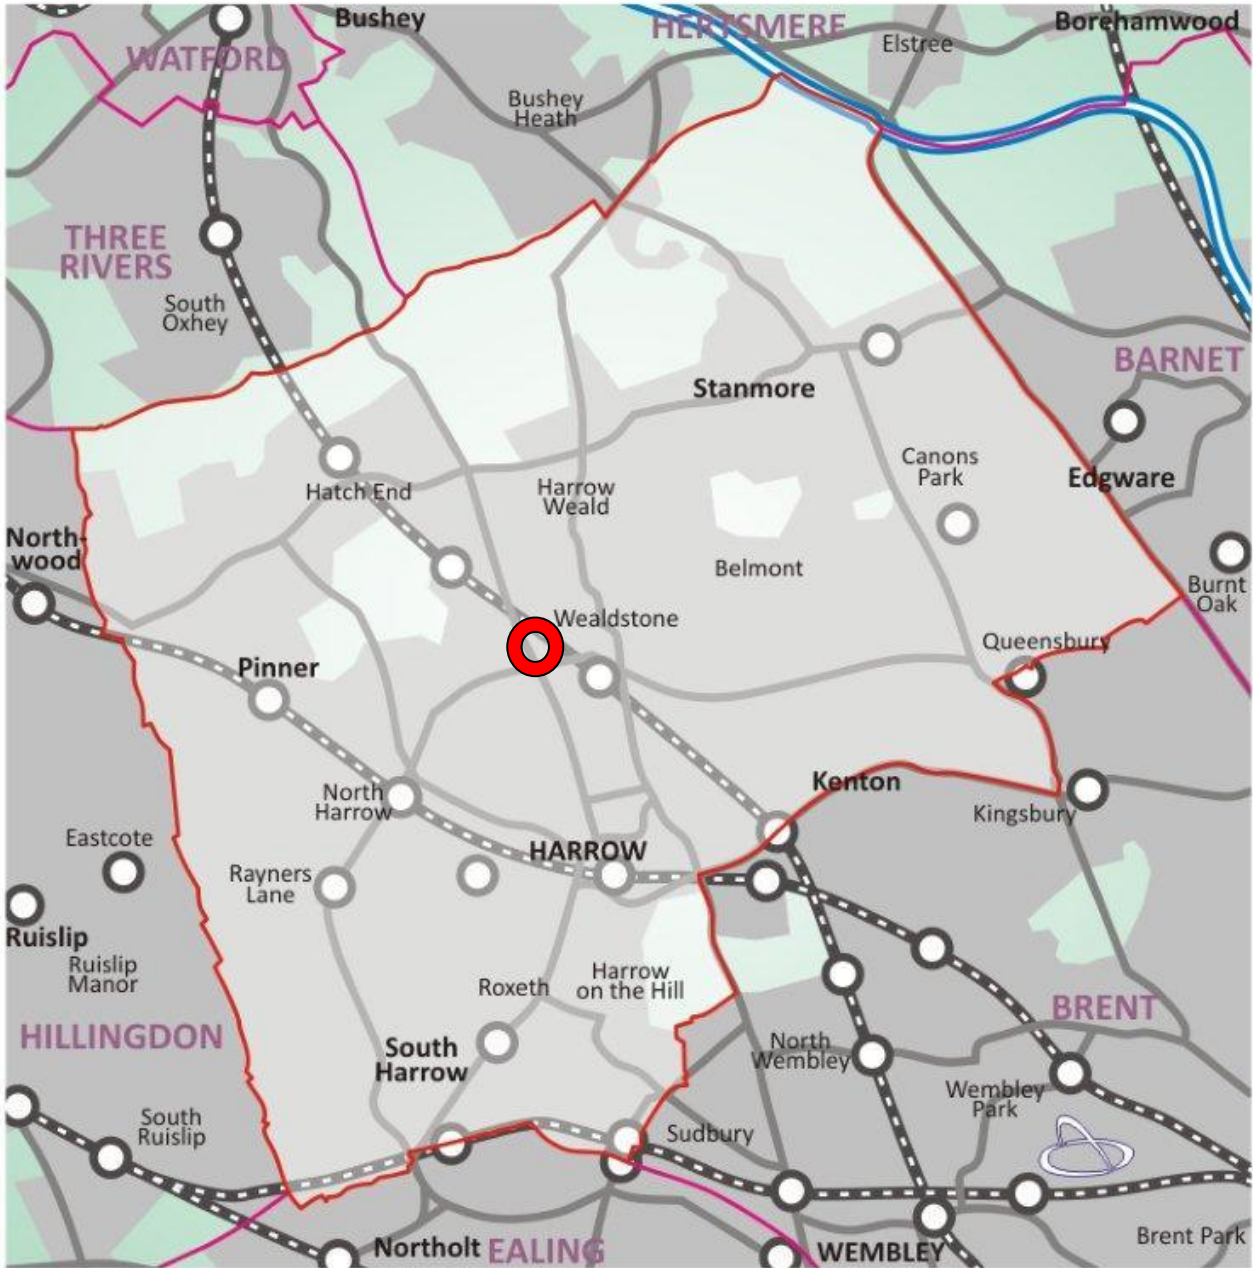 Bushey
HERTSMERE
Borehamwood
WATFORD
Elstree
Bushey
Heath
THREE
RIVERS
South
Oxhey
BARNET
Stanmore
Canons
Park
Edgware
Hatch End
Harrow
Weald
North-
wood
Belmont
Burnt
Oak
Wealdstone
Queensbury
Pinner
Kenton
North
Harrow
Kingsbury
Eastcote
HARROW
Rayners
Lane
Ruislip
Ruislip
Manor
Harrow
on the Hill
Roxeth
BRENT
HILLINGDON
South
Harrow
North
Wembley
Wembley
Park
South
Ruislip
Sudbury
Brent Park
Northolt
EALING
WEMBLEY